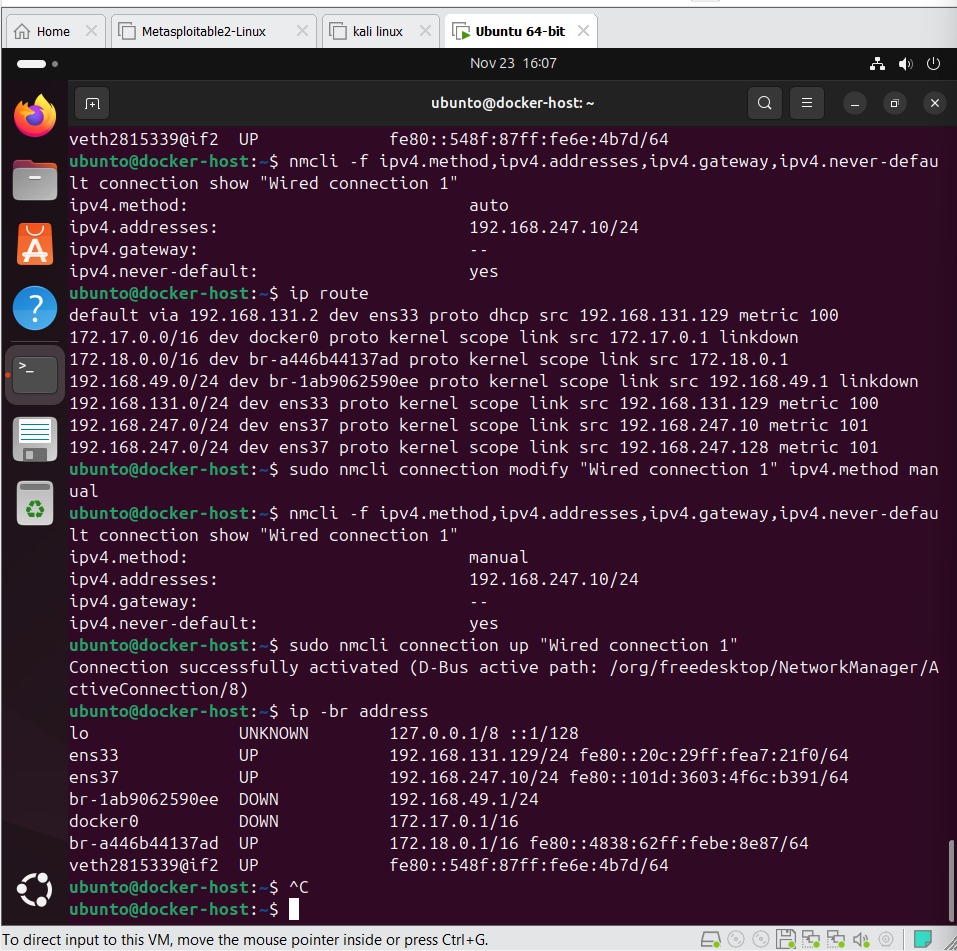 Home
Metasploitable2-Linux
kali linux
Ubuntu 64-bit
Nov 23 16:07
ubunto@docker-host: ~
veth2815339@if2 UP fe80::548f:87ff:fe6e:4b7d/64
ubunto@docker-host:~$ nmcli -f ipv4.method,ipv4.addresses,ipv4.gateway,ipv4.never-defau
lt connection show "Wired connection 1"
ipv4.method: auto
ipv4.addresses: 192.168.247.10/24
ipv4.gateway: --
ipv4.never-default: yes
ubunto@docker-host:~$ ip route
default via 192.168.131.2 dev ens33 proto dhcp src 192.168.131.129 metric 100
172.17.0.0/16 dev docker0 proto kernel scope link src 172.17.0.1 linkdown
172.18.0.0/16 dev br-a446b44137ad proto kernel scope link src 172.18.0.1
192.168.49.0/24 dev br-1ab9062590ee proto kernel scope link src 192.168.49.1 linkdown
192.168.131.0/24 dev ens33 proto kernel scope link src 192.168.131.129 metric 100
192.168.247.0/24 dev ens37 proto kernel scope link src 192.168.247.10 metric 101
192.168.247.0/24 dev ens37 proto kernel scope link src 192.168.247.128 metric 101
ubunto@docker-host:~$ sudo nmcli connection modify "Wired connection 1" ipv4.method man
ual
ubunto@docker-host:~$ nmcli -f ipv4.method,ipv4.addresses,ipv4.gateway,ipv4.never-defau
lt connection show "Wired connection 1"
ipv4.method: manual
ipv4.addresses: 192.168.247.10/24
ipv4.gateway: --
ipv4.never-default: yes
ubunto@docker-host:~$ sudo nmcli connection up "Wired connection 1"
Connection successfully activated (D-Bus active path: /org/freedesktop/NetworkManager/A
ctiveConnection/8)
ubunto@docker-host:~$ ip -br address
lo UNKNOWN 127.0.0.1/8 ::1/128
ens33 UP 192.168.131.129/24 fe80::20c:29ff:fea7:21f0/64
ens37 UP 192.168.247.10/24 fe80::101d:3603:4f6c:b391/64
br-1ab9062590ee DOWN 192.168.49.1/24
docker0 DOWN 172.17.0.1/16
br-a446b44137ad UP 172.18.0.1/16 fe80::4838:62ff:febe:8e87/64
veth2815339@if2 UP fe80::548f:87ff:fe6e:4b7d/64
ubunto@docker-host:~$ ^C
ubunto@docker-host:~$
To direct input to this VM, move the mouse pointer inside or press Ctrl+G.